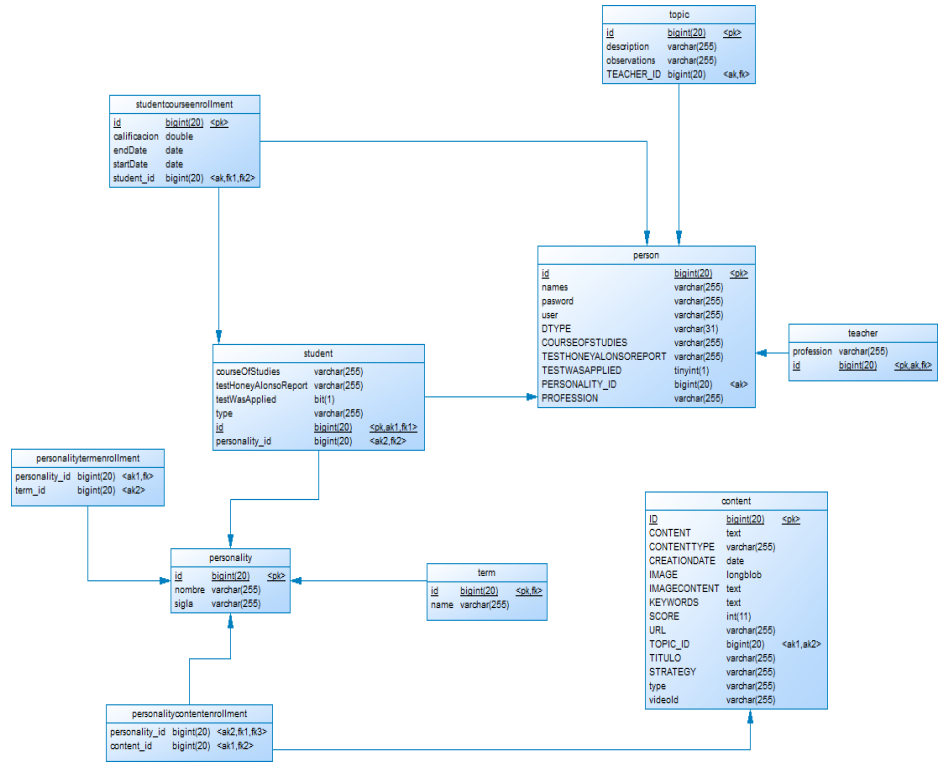 topic
id bigint(20) <pk>
description varchar(255)
observations varchar(255)
TEACHER_ID bigint(20) <ak,fk>
studentcourseenrollment
id bigint(20) <pk>
calificacion double
endDate date
startDate date
student_id bigint(20) <ak,fk1,fk2>
person
id bigint(20) <pk>
names varchar(255)
pasword varchar(255)
user varchar(255)
DTYPE varchar(31)
COURSEOFSTUDIES varchar(255)
TESTHONEYALONSOREPORT varchar(255)
TESTWASAPPLIED tinyint(1)
PERSONALITY_ID bigint(20) <ak>
PROFESSION varchar(255)
teacher
profession varchar(255)
id bigint(20) <pk,ak,fk>
student
courseOfStudies varchar(255)
testHoneyAlonsoReport varchar(255)
testWasApplied bit(1)
type varchar(255)
id bigint(20) <pk,ak1,fk1>
personality_id bigint(20) <ak2,fk2>
personalitytermenrollment
personality_id bigint(20) <ak1,fk>
term_id bigint(20) <ak2>
personality
id bigint(20) <pk>
nombre varchar(255)
sigla varchar(255)
term
id bigint(20) <pk,fk>
name varchar(255)
content
ID bigint(20) <pk>
CONTENT text
CONTENTTYPE varchar(255)
CREATIONDATE date
IMAGE longblob
IMAGECONTENT text
KEYWORDS text
SCORE int(11)
URL varchar(255)
TOPIC_ID bigint(20) <ak1,ak2>
TITULO varchar(255)
STRATEGY varchar(255)
type varchar(255)
videoId varchar(255)
personalitycontentenrollment
personality_id bigint(20) <ak2,fk1,fk3>
content_id bigint(20) <ak1,fk2>